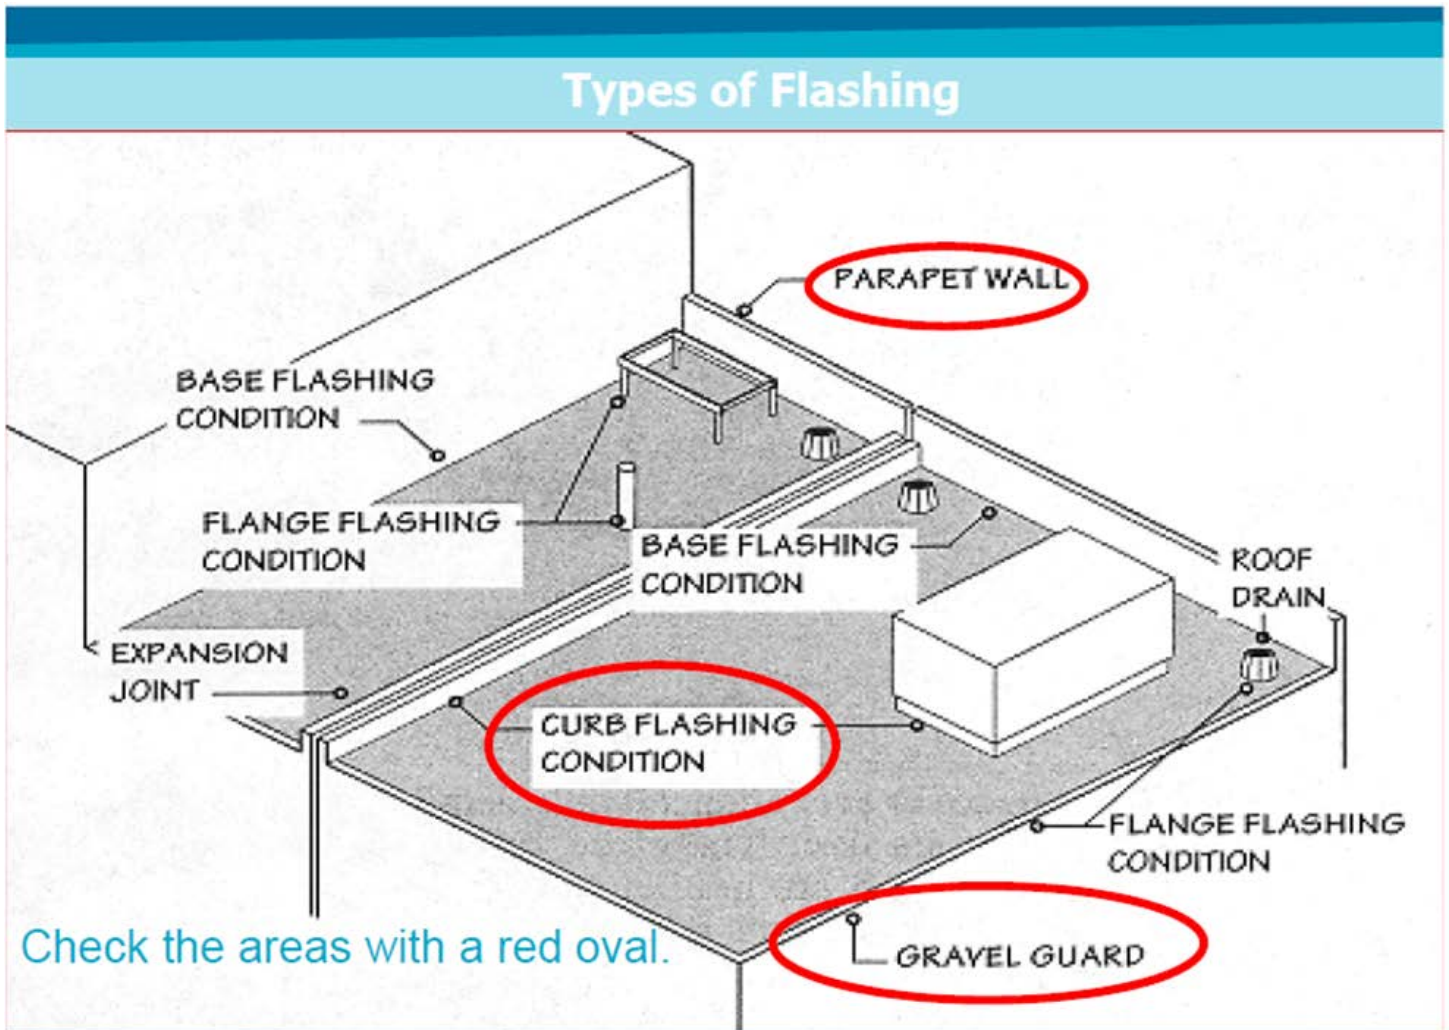 Types of Flashing
PARAPET WALL
BASE FLASHING
CONDITION
FLANGE FLASHING
CONDITION
BASE FLASHING
CONDITION
ROOF
DRAIN
EXPANSION
JOINT
CURB FLASHING
CONDITION
FLANGE FLASHING
CONDITION
GRAVEL GUARD
Check the areas with a red oval.